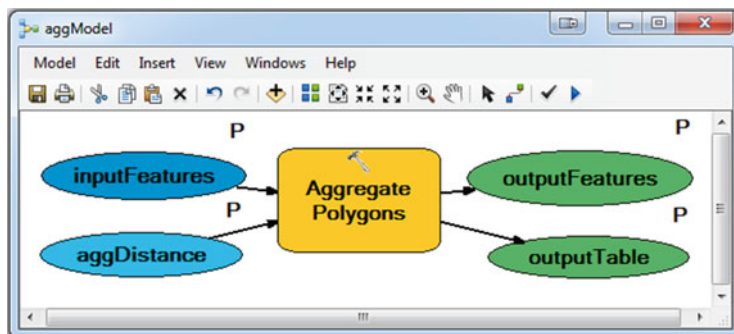 aggModel
Model Edit Insert View Windows Help
P P
inputFeatures Aggregate Polygons outputFeatures
P P
aggDistance outputTable